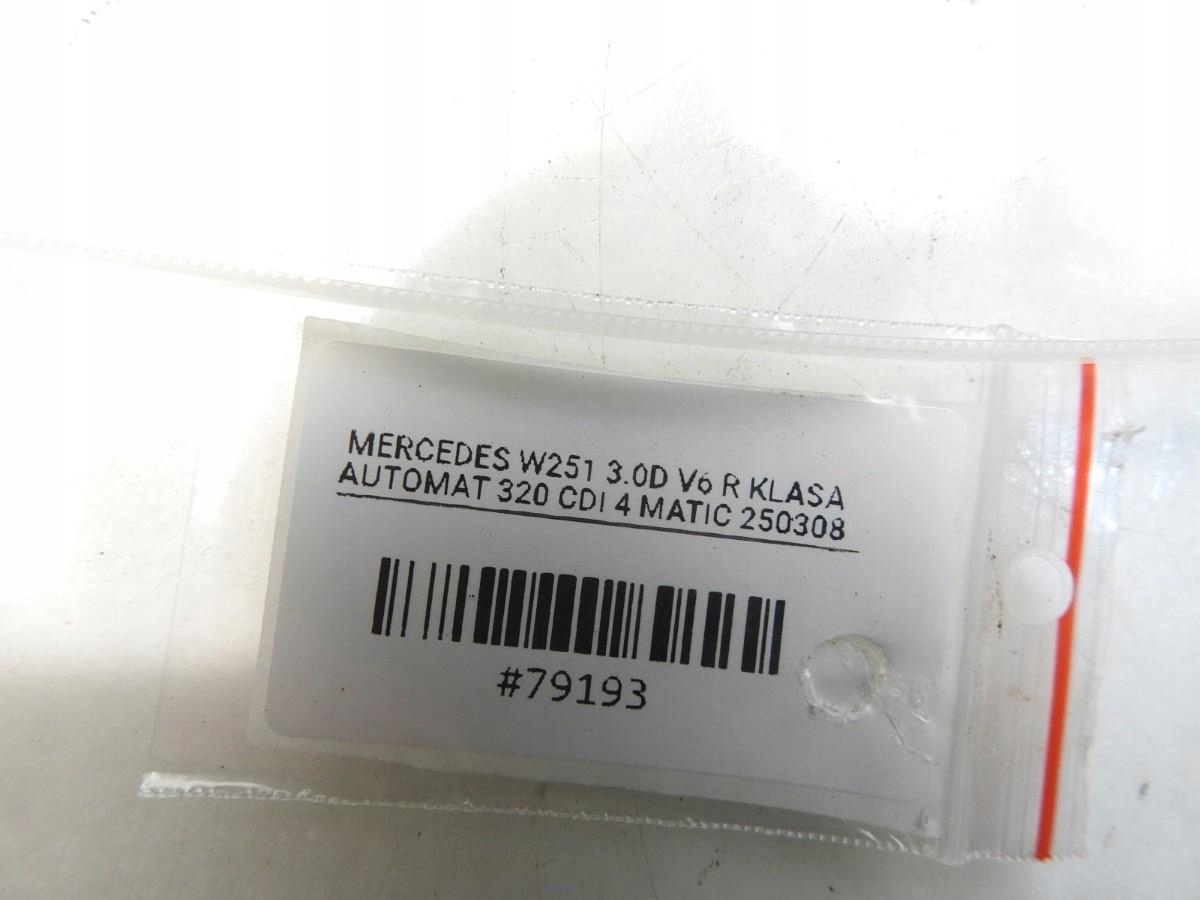 MERCEDES W251 3.0D V6 R KLASA
AUTOMAT 320 CDI 4 MATIC 250308
#79193